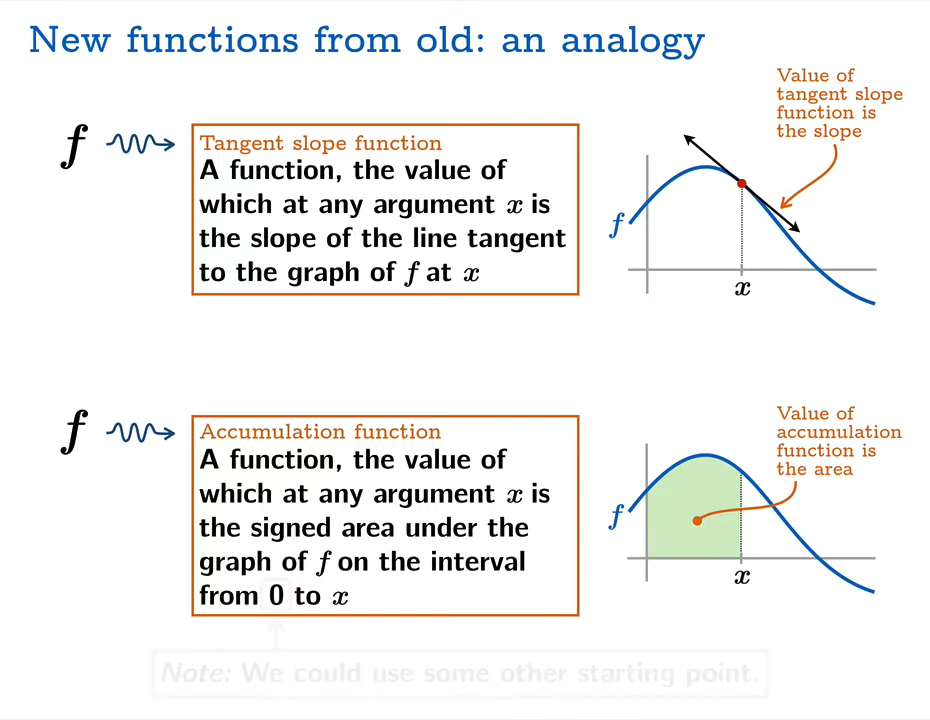 New functions from old: an analogy
f
Tangent slope function
A function, the value of
which at any argument x is
the slope of the line tangent
to the graph of f at x
Value of
tangent slope
function is
the slope
f
x
f
Accumulation function
A function, the value of
which at any argument x is
the signed area under the
graph of f on the interval
from 0 to x
Value of
accumulation
function is
the area
f
x
Note: We could use some other starting point.